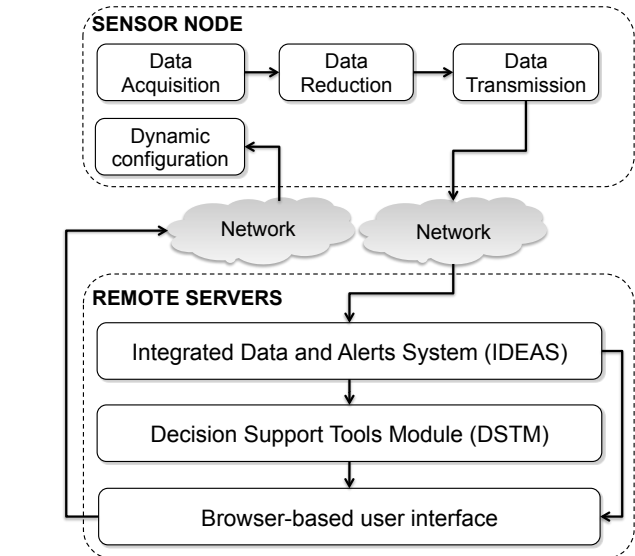 SENSOR NODE
Data
Acquisition
Data
Reduction
Data
Transmission
Dynamic
configuration
Network
Network
REMOTE SERVERS
Integrated Data and Alerts System (IDEAS)
Decision Support Tools Module (DSTM)
Browser-based user interface